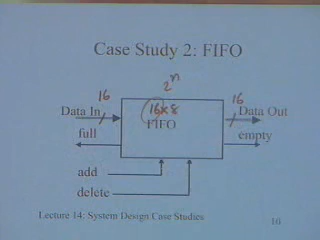 Case Study 2: FIFO
2ⁿ
16
16
Data In
16x8
Data Out
full
FIFO
empty
add
delete
Lecture 14: System Design Case Studies
16